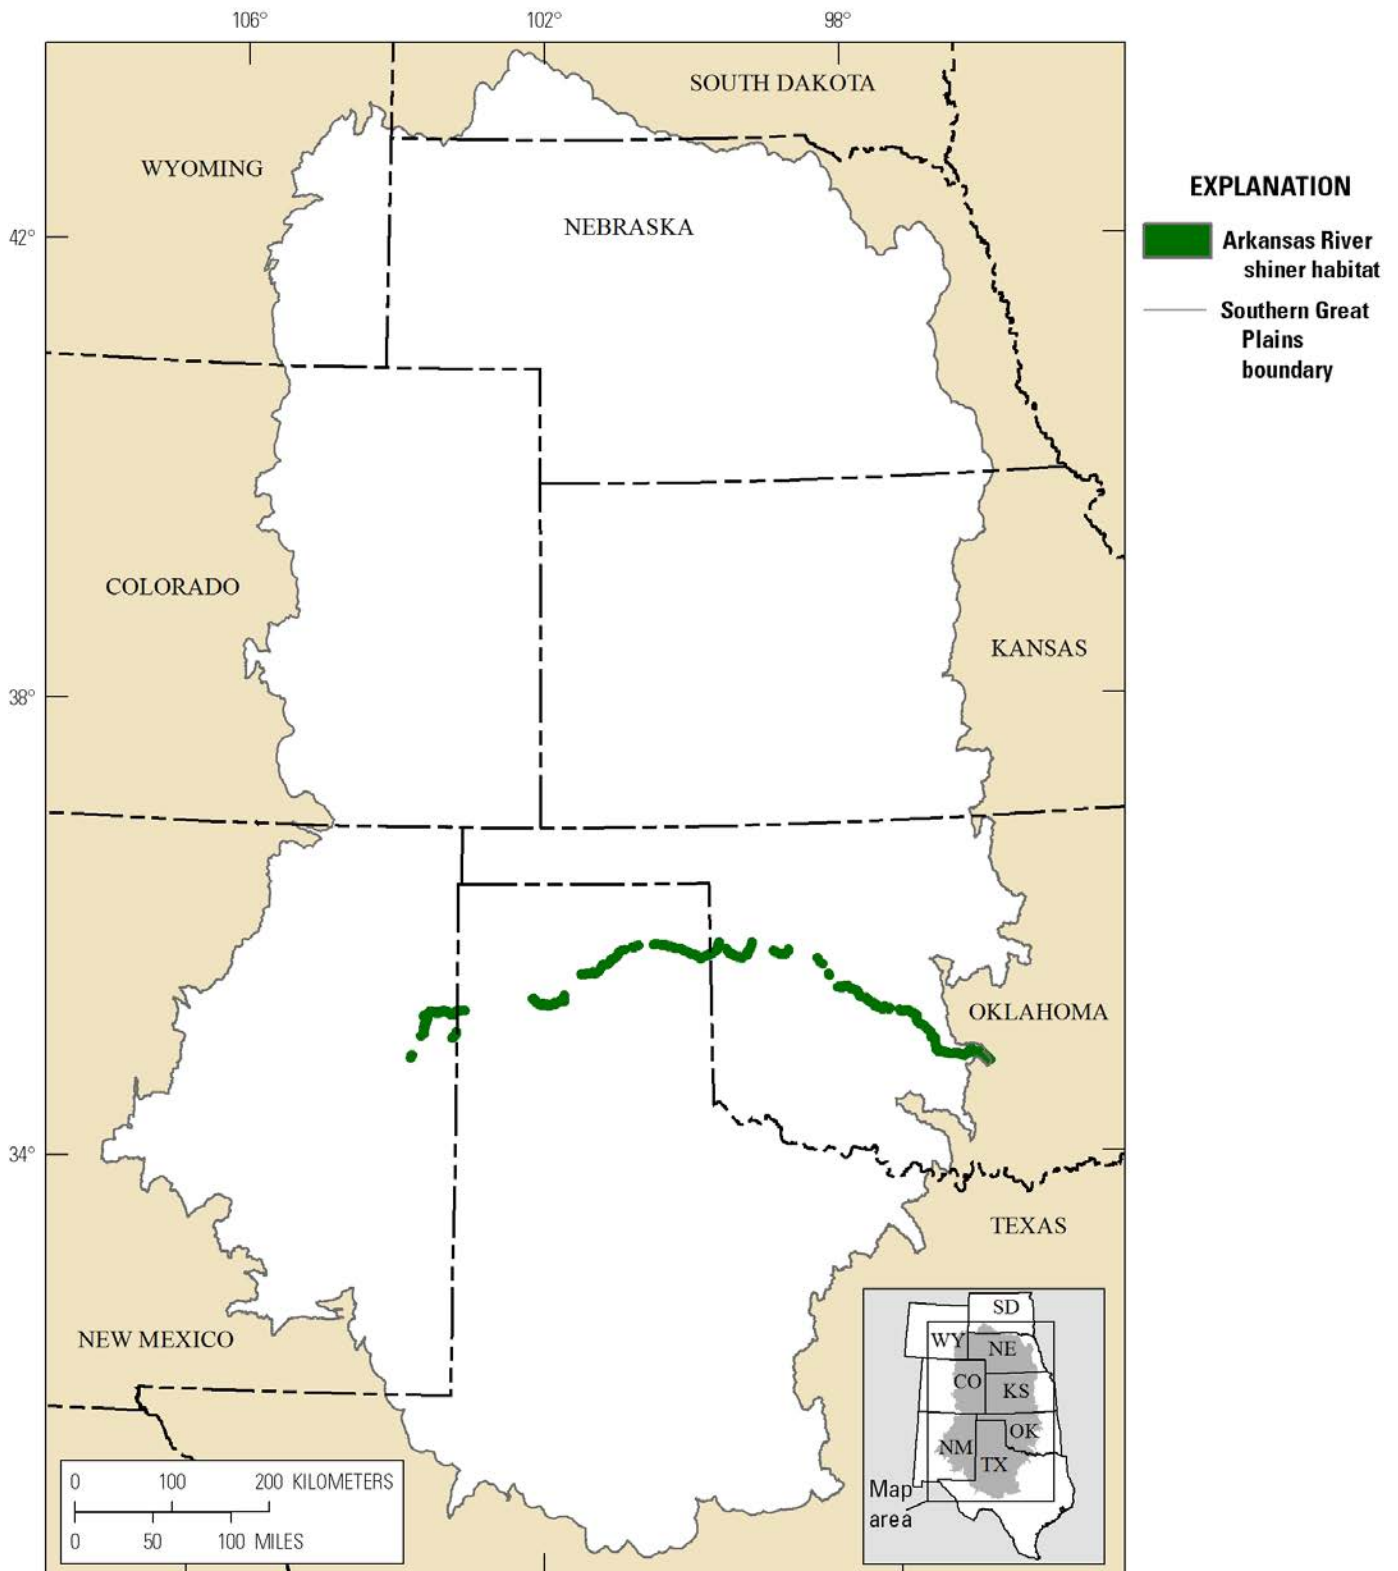 106° 102° 98°
SOUTH DAKOTA
WYOMING
EXPLANATION
NEBRASKA
42°
Arkansas River
shiner habitat
Southern Great
Plains
boundary
COLORADO
KANSAS
38°
OKLAHOMA
34°
TEXAS
NEW MEXICO
SD
WY
NE
CO
KS
OK
NM
TX
Map
area
0 100 200 KILOMETERS
0 50 100 MILES